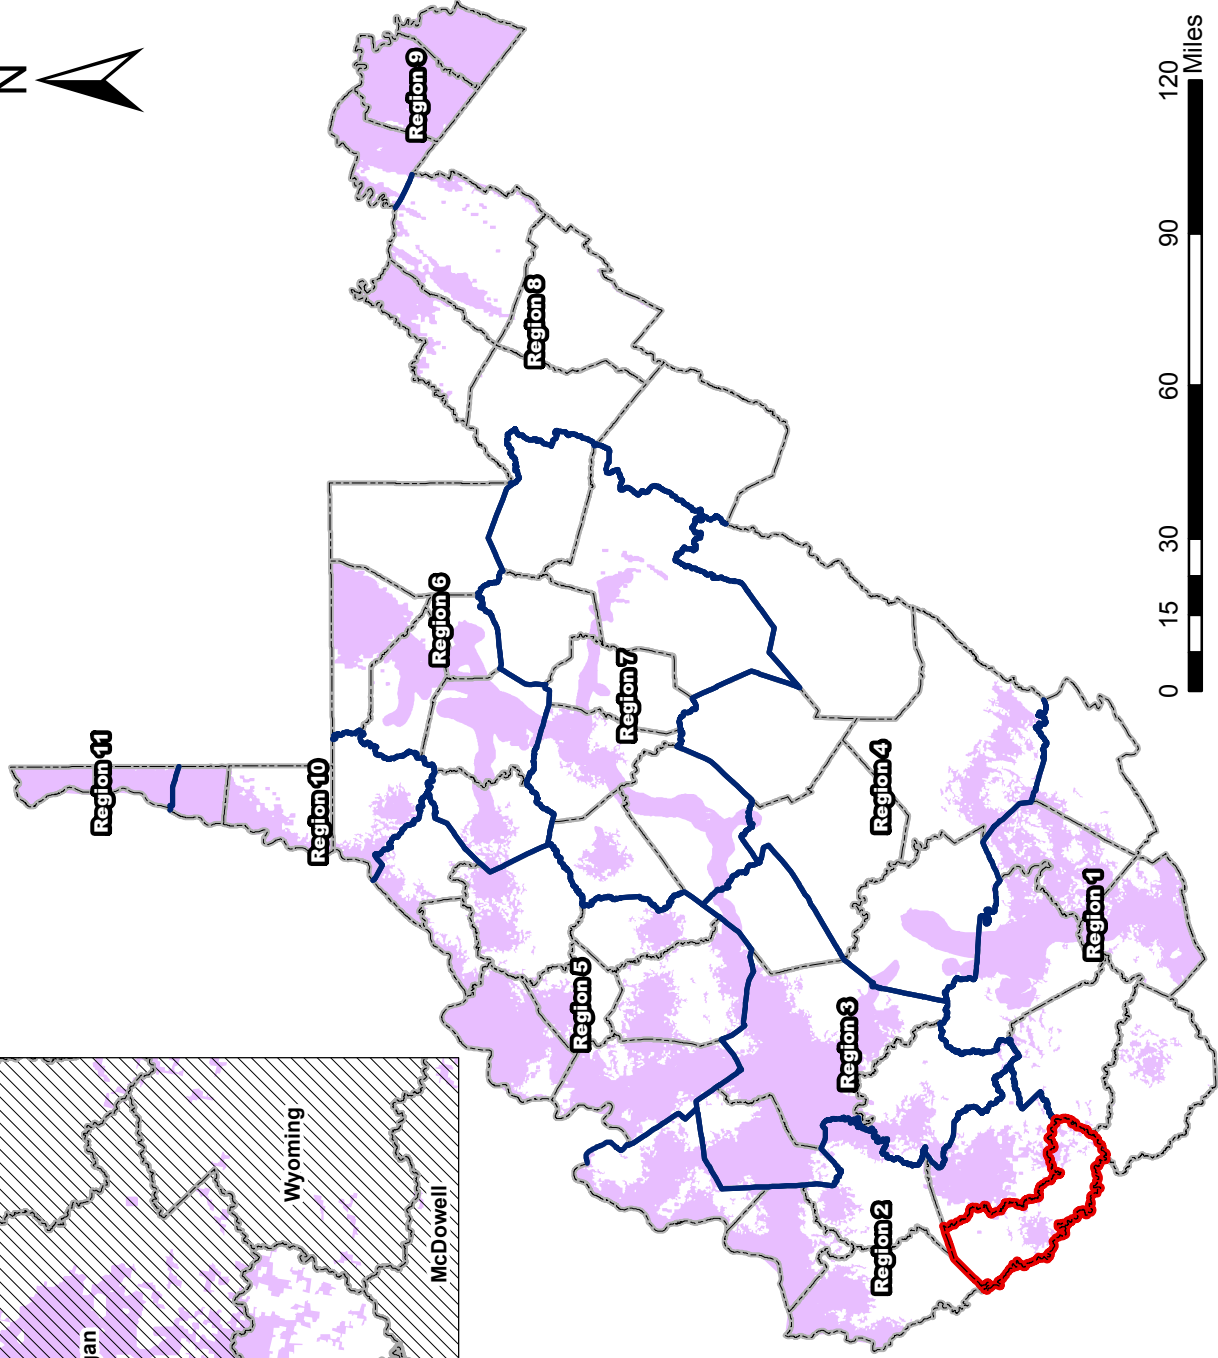 N
Region 9
Region 8
Region 6
Region 11
Region 10
Region 7
Region 4
Region 5
Region 3
Region 1
Region 2
Wyoming
McDowell
gan
0 15 30 60 90 120
Miles